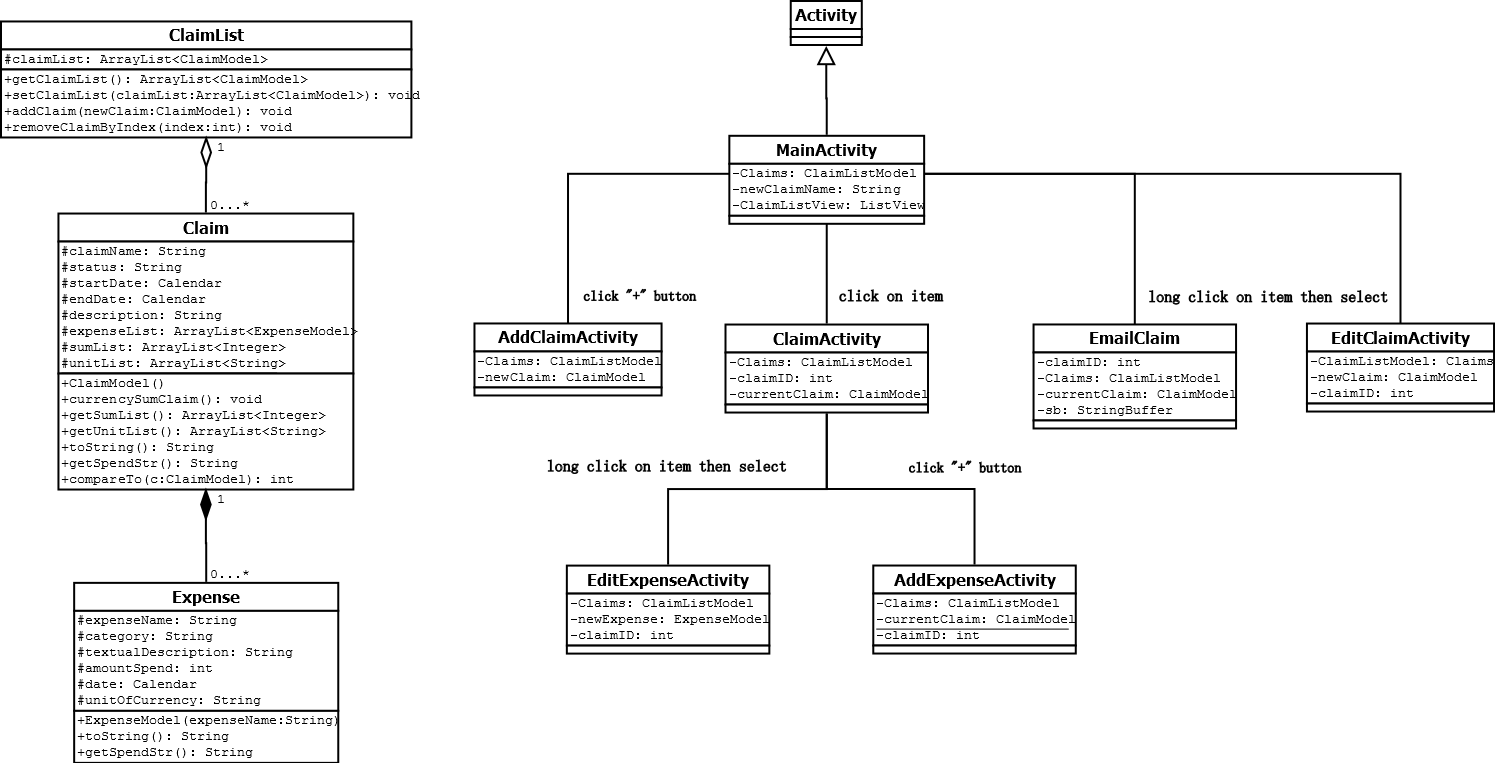 ClaimList
#claimList: ArrayList<ClaimModel>
+getClaimList(): ArrayList<ClaimModel>
+setClaimList(claimList:ArrayList<ClaimModel>): void
+addClaim(newClaim:ClaimModel): void
+removeClaimByIndex(index:int): void
1
0...*
Claim
#claimName: String
#status: String
#startDate: Calendar
#endDate: Calendar
#description: String
#expenseList: ArrayList<ExpenseModel>
#sumList: ArrayList<Integer>
#unitList: ArrayList<String>
+ClaimModel()
+currencySumClaim(): void
+getSumList(): ArrayList<Integer>
+getUnitList(): ArrayList<String>
+toString(): String
+getSpendStr(): String
+compareTo(c:ClaimModel): int
1
0...*
Expense
#expenseName: String
#category: String
#textualDescription: String
#amountSpend: int
#date: Calendar
#unitOfCurrency: String
+ExpenseModel(expenseName:String)
+toString(): String
+getSpendStr(): String
Activity
MainActivity
-Claims: ClaimListModel
-newClaimName: String
-ClaimListView: ListView
click "+" button
click on item
long click on item then select
AddClaimActivity
-Claims: ClaimListModel
-newClaim: ClaimModel
ClaimActivity
-Claims: ClaimListModel
-claimID: int
-currentClaim: ClaimModel
EmailClaim
-claimID: int
-Claims: ClaimListModel
-currentClaim: ClaimModel
-sb: StringBuffer
EditClaimActivity
-ClaimListModel: Claims
-newClaim: ClaimModel
-claimID: int
long click on item then select
click "+" button
EditExpenseActivity
-Claims: ClaimListModel
-newExpense: ExpenseModel
-claimID: int
AddExpenseActivity
-Claims: ClaimListModel
-currentClaim: ClaimModel
-claimID: int